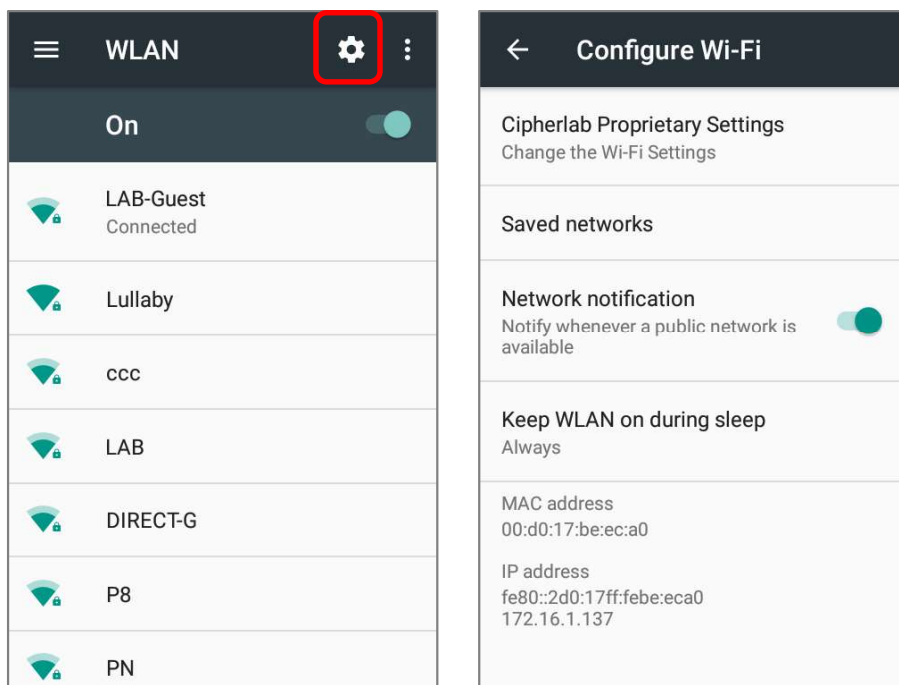 WLAN
On
LAB-Guest
Connected
Lullaby
ccc
LAB
DIRECT-G
P8
PN
Configure Wi-Fi
Cipherlab Proprietary Settings
Change the Wi-Fi Settings
Saved networks
Network notification
Notify whenever a public network is
available
Keep WLAN on during sleep
Always
MAC address
00:d0:17:be:ec:a0
IP address
fe80::2d0:17ff:febe:eca0
172.16.1.137